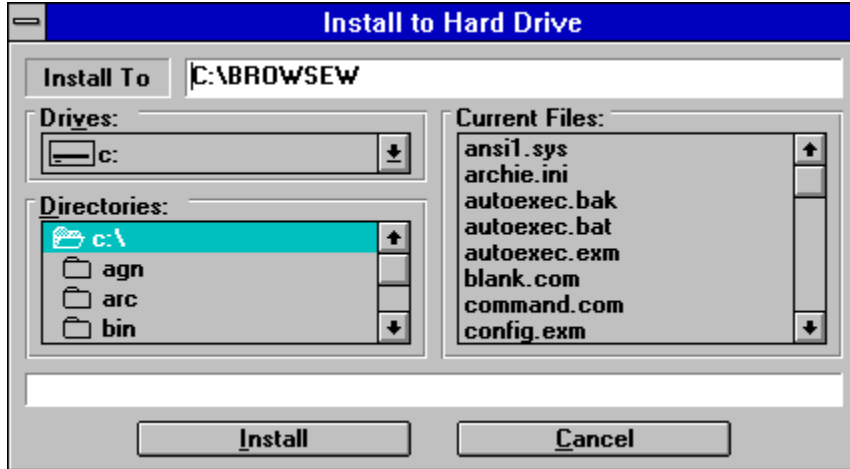 Install to Hard Drive
Install To
C:\BROWSEW
Drives:
c:
Directories:
c:\
agn
arc
bin
Current Files:
ansi1.sys
archie.ini
autoexec.bak
autoexec.bat
autoexec.exm
blank.com
command.com
config.exm
Install
Cancel